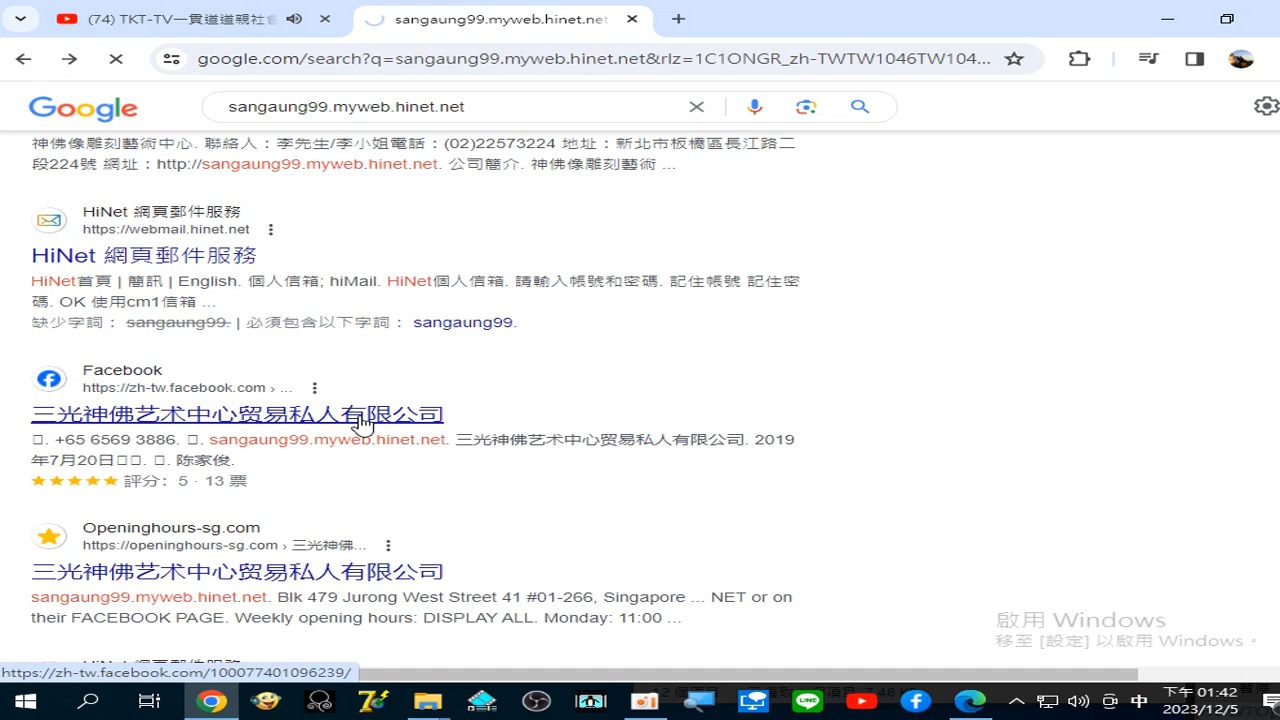 (74) TKT-TV一貫道道親社會
sangaung99.myweb.hinet.net
google.com/search?q=sangaung99.myweb.hinet.net&rlz=1C1ONGR_zh-TWTW1046TW104...
Google
sangaung99.myweb.hinet.net
神佛像雕刻藝術中心. 聯絡人：李先生/李小姐電話：(02)22573224 地址：新北市板橋區長江路二
段224號 網址：http://sangaung99.myweb.hinet.net. 公司簡介. 神佛像雕刻藝術 ...
HiNet 網頁郵件服務
https://webmail.hinet.net
HiNet 網頁郵件服務
HiNet首頁 | 簡訊 | English. 個人信箱; hiMail. HiNet個人信箱. 請輸入帳號和密碼. 記住帳號 記住密
碼. OK 使用cm1信箱 ...
缺少字詞： sangaung99. | 必須包含以下字詞： sangaung99.
Facebook
https://zh-tw.facebook.com › ...
三光神佛艺术中心贸易私人有限公司
. +65 6569 3886. . sangaung99.myweb.hinet.net. 三光神佛艺术中心贸易私人有限公司. 2019
年7月20日. . 陈家俊.
評分： 5 · 13 票
Openinghours-sg.com
https://openinghours-sg.com › 三光神佛...
三光神佛艺术中心贸易私人有限公司
sangaung99.myweb.hinet.net. Blk 479 Jurong West Street 41 #01-266, Singapore ... NET or on
their FACEBOOK PAGE. Weekly opening hours: DISPLAY ALL. Monday: 11:00 ...
啟用 Windows
移至 [設定] 以啟用 Windows。
https://zh-tw.facebook.com/100077401096239/
中
下午 01:42
2023/12/5